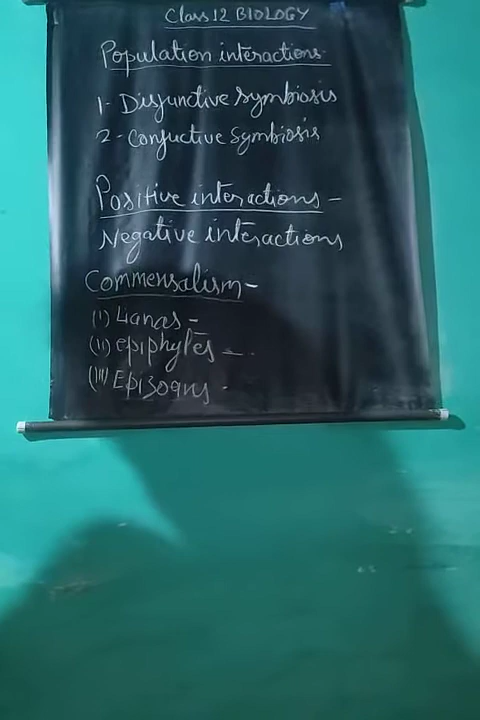 Class 12 BIOLOGY
Population interactions-
1- Disjunctive symbiosis
2- Conjuctive Symbiosis
Positive interactions -
Negative interactions
Commensalism-
(i) Lianas -
(ii) epiphytes -
(iii) Epizoans -